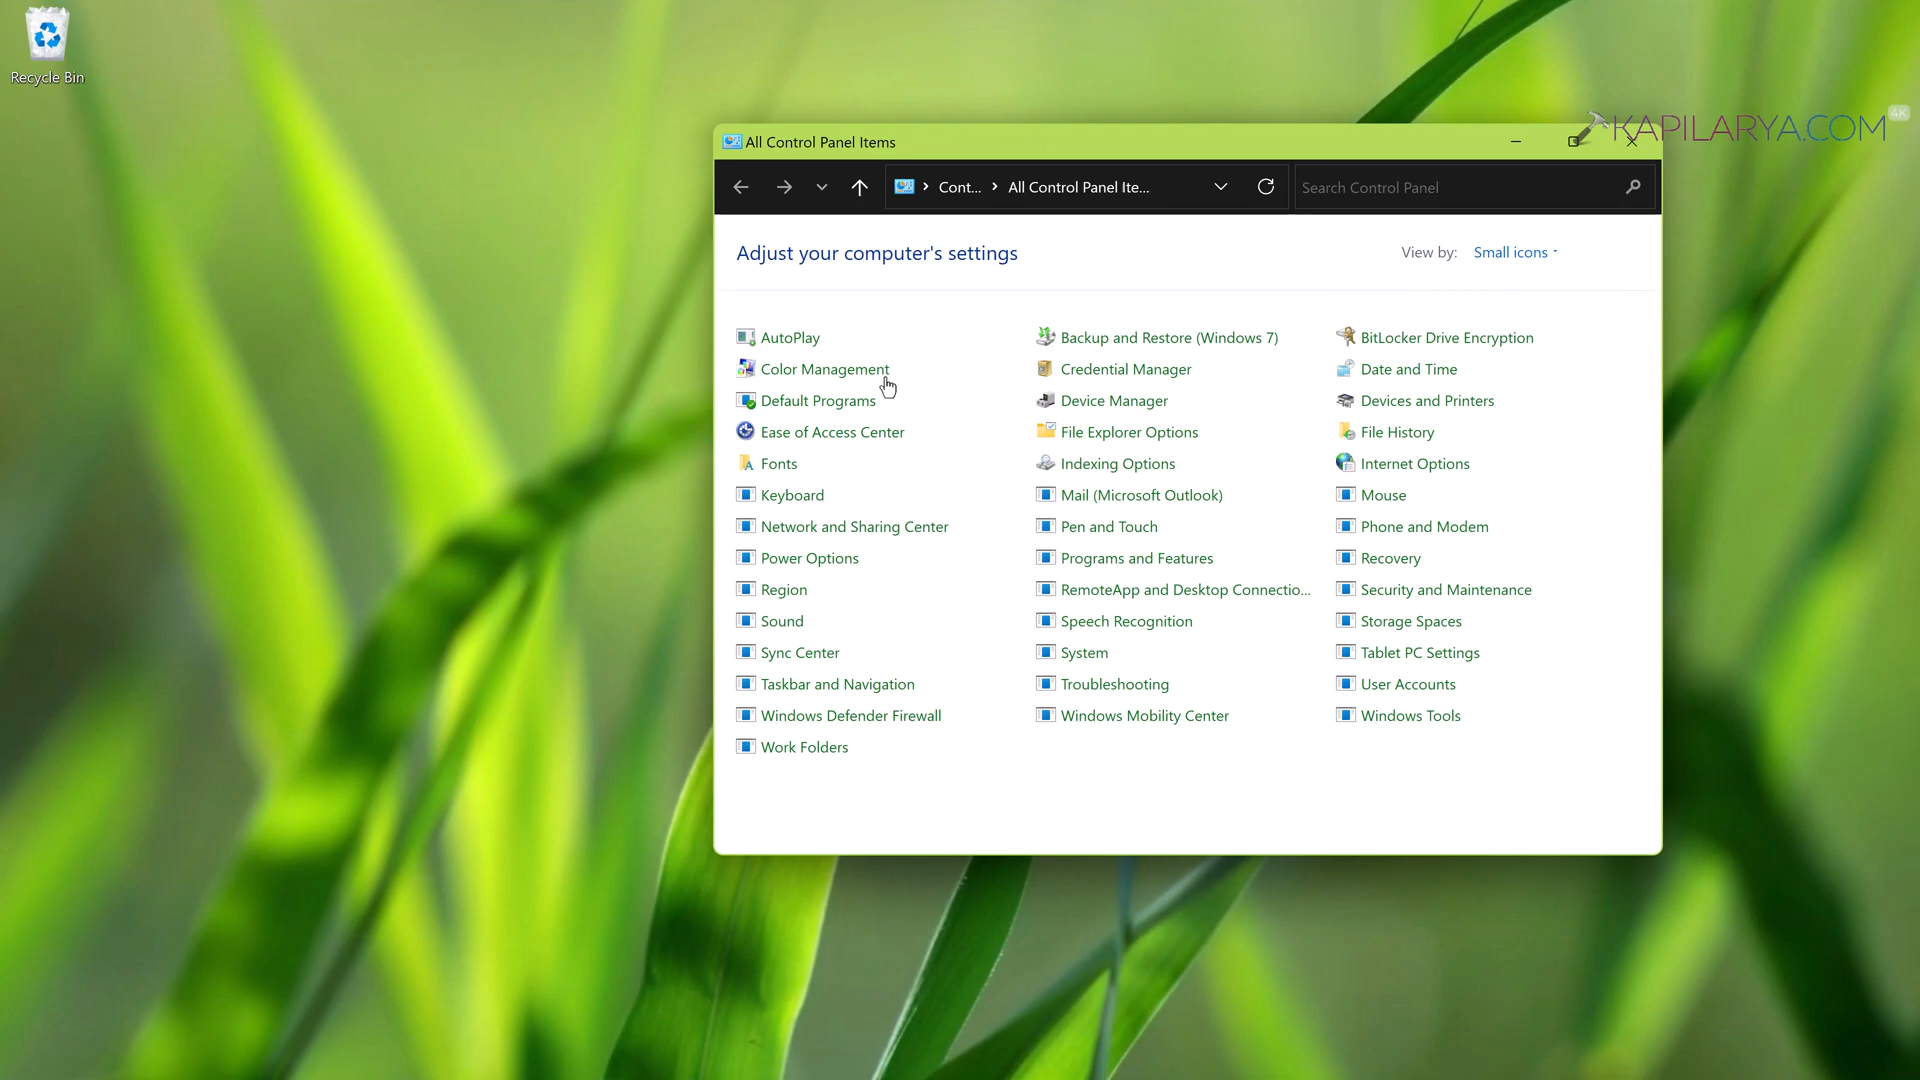 Recycle Bin
KAPILARYA.COM
4K
All Control Panel Items
Cont... All Control Panel Ite...
Search Control Panel
Adjust your computer's settings
View by: Small icons
AutoPlay
Backup and Restore (Windows 7)
BitLocker Drive Encryption
Color Management
Credential Manager
Date and Time
Default Programs
Device Manager
Devices and Printers
Ease of Access Center
File Explorer Options
File History
Fonts
Indexing Options
Internet Options
Keyboard
Mail (Microsoft Outlook)
Mouse
Network and Sharing Center
Pen and Touch
Phone and Modem
Power Options
Programs and Features
Recovery
Region
RemoteApp and Desktop Connectio...
Security and Maintenance
Sound
Speech Recognition
Storage Spaces
Sync Center
System
Tablet PC Settings
Taskbar and Navigation
Troubleshooting
User Accounts
Windows Defender Firewall
Windows Mobility Center
Windows Tools
Work Folders